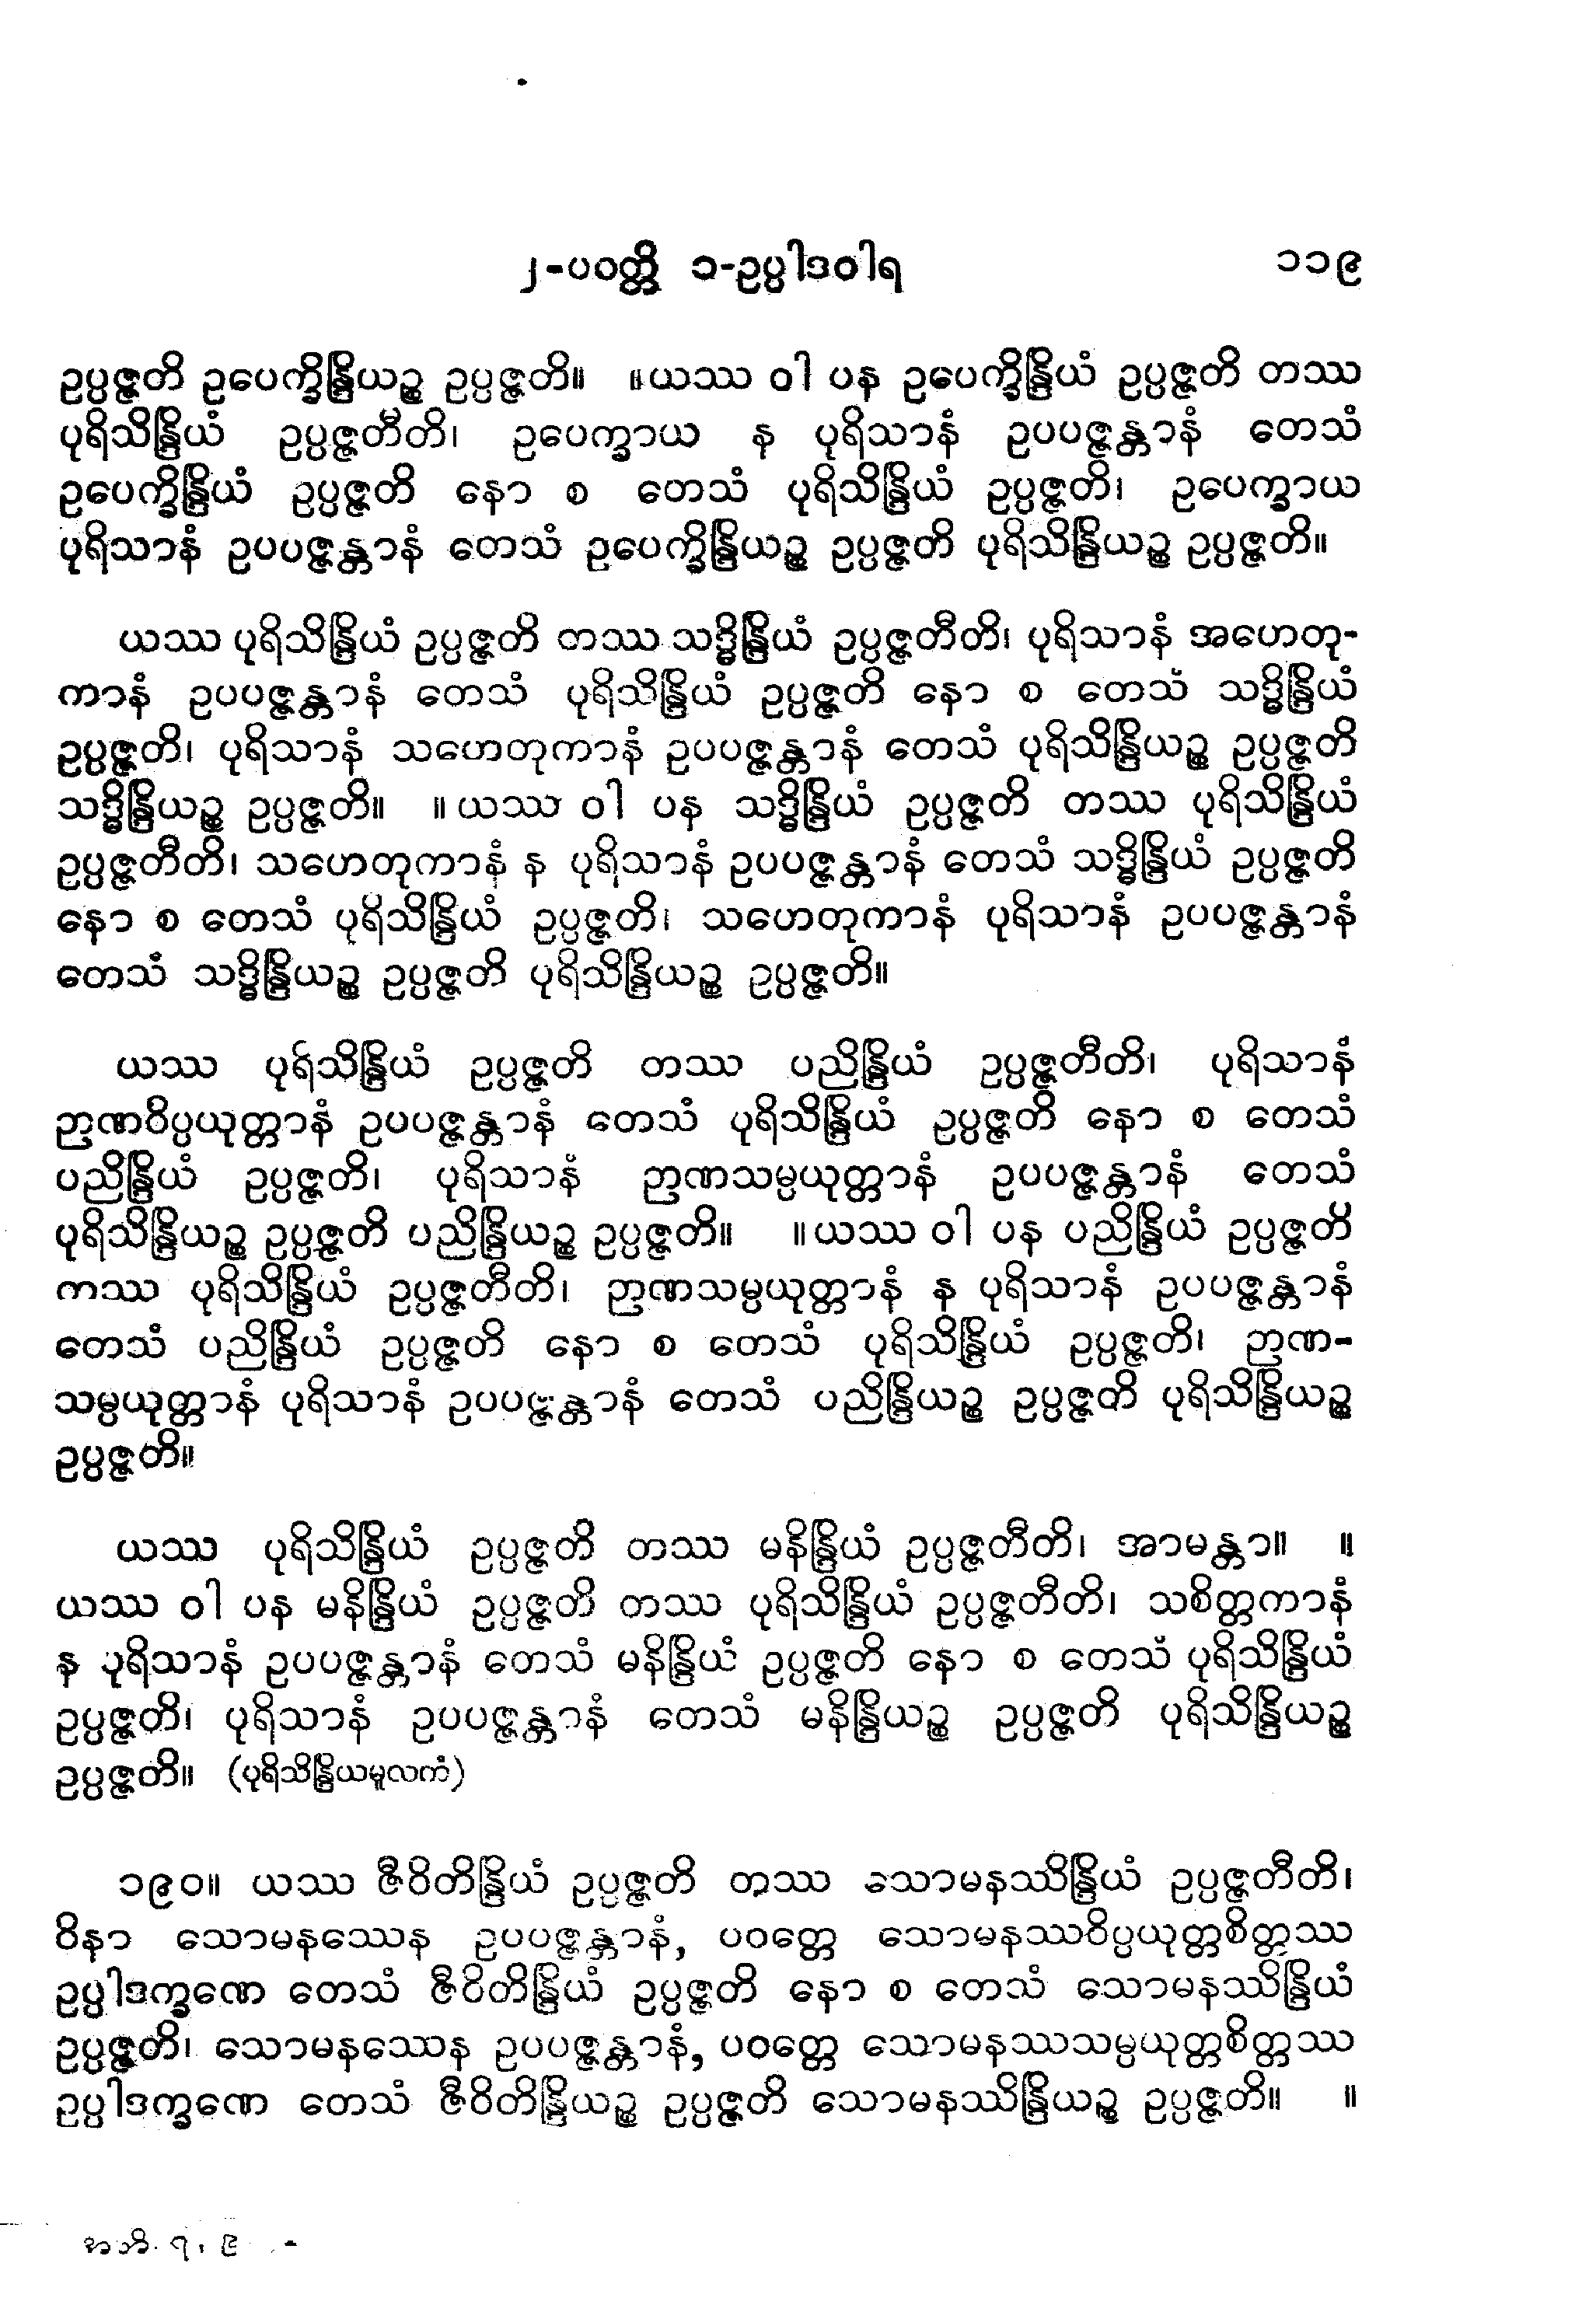 ၂-ပဝတ္တိ ၁-ဥပ္ပါဒဝါရ ၁၁၉
ဥပ္ပဇ္ဇတိ ဥပေက္ခိန္ဒြိယဉ္စ ဥပ္ပဇ္ဇတိ။ ။ယဿ ဝါ ပန ဥပေက္ခိန္ဒြိယံ ဥပ္ပဇ္ဇတိ တဿ
ပုရိသိန္ဒြိယံ ဥပ္ပဇ္ဇတီတိ၊ ဥပေက္ခာယ န ပုရိသာနံ ဥပပဇ္ဇန္တာနံ တေသံ
ဥပေက္ခိန္ဒြိယံ ဥပ္ပဇ္ဇတိ နော စ တေသံ ပုရိသိန္ဒြိယံ ဥပ္ပဇ္ဇတိ၊ ဥပေက္ခာယ
ပုရိသာနံ ဥပပဇ္ဇန္တာနံ တေသံ ဥပေက္ခိန္ဒြိယဉ္စ ဥပ္ပဇ္ဇတိ ပုရိသိန္ဒြိယဉ္စ ဥပ္ပဇ္ဇတိ။
ယဿ ပုရိသိန္ဒြိယံ ဥပ္ပဇ္ဇတိ တဿ သဒ္ဓိန္ဒြိယံ ဥပ္ပဇ္ဇတီတိ၊ ပုရိသာနံ အဟေတု-
ကာနံ ဥပပဇ္ဇန္တာနံ တေသံ ပုရိသိန္ဒြိယံ ဥပ္ပဇ္ဇတိ နော စ တေသံ သဒ္ဓိန္ဒြိယံ
ဥပ္ပဇ္ဇတိ၊ ပုရိသာနံ သဟေတုကာနံ ဥပပဇ္ဇန္တာနံ တေသံ ပုရိသိန္ဒြိယဉ္စ ဥပ္ပဇ္ဇတိ
သဒ္ဓိန္ဒြိယဉ္စ ဥပ္ပဇ္ဇတိ။ ။ယဿ ဝါ ပန သဒ္ဓိန္ဒြိယံ ဥပ္ပဇ္ဇတိ တဿ ပုရိသိန္ဒြိယံ
ဥပ္ပဇ္ဇတီတိ၊ သဟေတုကာနံ န ပုရိသာနံ ဥပပဇ္ဇန္တာနံ တေသံ သဒ္ဓိန္ဒြိယံ ဥပ္ပဇ္ဇတိ
နော စ တေသံ ပုရိသိန္ဒြိယံ ဥပ္ပဇ္ဇတိ၊ သဟေတုကာနံ ပုရိသာနံ ဥပပဇ္ဇန္တာနံ
တေသံ သဒ္ဓိန္ဒြိယဉ္စ ဥပ္ပဇ္ဇတိ ပုရိသိန္ဒြိယဉ္စ ဥပ္ပဇ္ဇတိ။
ယဿ ပုရိသိန္ဒြိယံ ဥပ္ပဇ္ဇတိ တဿ ပညိန္ဒြိယံ ဥပ္ပဇ္ဇတီတိ၊ ပုရိသာနံ
ဉာဏဝိပ္ပယုတ္တာနံ ဥပပဇ္ဇန္တာနံ တေသံ ပုရိသိန္ဒြိယံ ဥပ္ပဇ္ဇတိ နော စ တေသံ
ပညိန္ဒြိယံ ဥပ္ပဇ္ဇတိ၊ ပုရိသာနံ ဉာဏသမ္ပယုတ္တာနံ ဥပပဇ္ဇန္တာနံ တေသံ
ပုရိသိန္ဒြိယဉ္စ ဥပ္ပဇ္ဇတိ ပညိန္ဒြိယဉ္စ ဥပ္ပဇ္ဇတိ။ ။ယဿ ဝါ ပန ပညိန္ဒြိယံ ဥပ္ပဇ္ဇတိ
ကဿ ပုရိသိန္ဒြိယံ ဥပ္ပဇ္ဇတီတိ၊ ဉာဏသမ္ပယုတ္တာနံ န ပုရိသာနံ ဥပပဇ္ဇန္တာနံ
တေသံ ပညိန္ဒြိယံ ဥပ္ပဇ္ဇတိ နော စ တေသံ ပုရိသိန္ဒြိယံ ဥပ္ပဇ္ဇတိ၊ ဉာဏ-
သမ္ပယုတ္တာနံ ပုရိသာနံ ဥပပဇ္ဇန္တာနံ တေသံ ပညိန္ဒြိယဉ္စ ဥပ္ပဇ္ဇတိ ပုရိသိန္ဒြိယဉ္စ
ဥပ္ပဇ္ဇတိ။
ယဿ ပုရိသိန္ဒြိယံ ဥပ္ပဇ္ဇတိ တဿ မနိန္ဒြိယံ ဥပ္ပဇ္ဇတီတိ၊ အာမန္တာ။ ။
ယဿ ဝါ ပန မနိန္ဒြိယံ ဥပ္ပဇ္ဇတိ တဿ ပုရိသိန္ဒြိယံ ဥပ္ပဇ္ဇတီတိ၊ သစိတ္တကာနံ
န ပုရိသာနံ ဥပပဇ္ဇန္တာနံ တေသံ မနိန္ဒြိယံ ဥပ္ပဇ္ဇတိ နော စ တေသံ ပုရိသိန္ဒြိယံ
ဥပ္ပဇ္ဇတိ၊ ပုရိသာနံ ဥပပဇ္ဇန္တာနံ တေသံ မနိန္ဒြိယဉ္စ ဥပ္ပဇ္ဇတိ ပုရိသိန္ဒြိယဉ္စ
ဥပ္ပဇ္ဇတိ။ (ပုရိသိန္ဒြိယမူလကံ)
၁၉၀။ ယဿ ဇီဝိတိန္ဒြိယံ ဥပ္ပဇ္ဇတိ တဿ သောမနဿိန္ဒြိယံ ဥပ္ပဇ္ဇတီတိ၊
ဝိနာ သောမနဿေန ဥပပဇ္ဇန္တာနံ, ပဝတ္တေ သောမနဿဝိပ္ပယုတ္တစိတ္တဿ
ဥပ္ပါဒက္ခဏေ တေသံ ဇီဝိတိန္ဒြိယံ ဥပ္ပဇ္ဇတိ နော စ တေသံ သောမနဿိန္ဒြိယံ
ဥပ္ပဇ္ဇတိ၊ သောမနဿေန ဥပပဇ္ဇန္တာနံ, ပဝတ္တေ သောမနဿသမ္ပယုတ္တစိတ္တဿ
ဥပ္ပါဒက္ခဏေ တေသံ ဇီဝိတိန္ဒြိယဉ္စ ဥပ္ပဇ္ဇတိ သောမနဿိန္ဒြိယဉ္စ ဥပ္ပဇ္ဇတိ။ ။
အဘိ. ၇, ၉ -